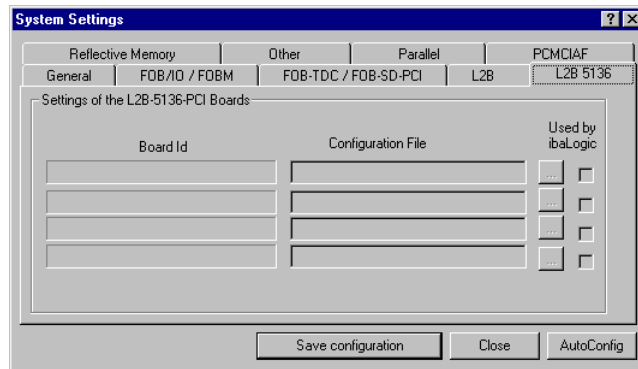 System Settings
Reflective Memory Other Parallel PCMCIAF
General FOB/IO / FOBM FOB-TDC / FOB-SD-PCI L2B L2B 5136
Settings of the L2B-5136-PCI Boards
Board Id Configuration File Used by ibaLogic
...
...
...
...
Save configuration Close AutoConfig